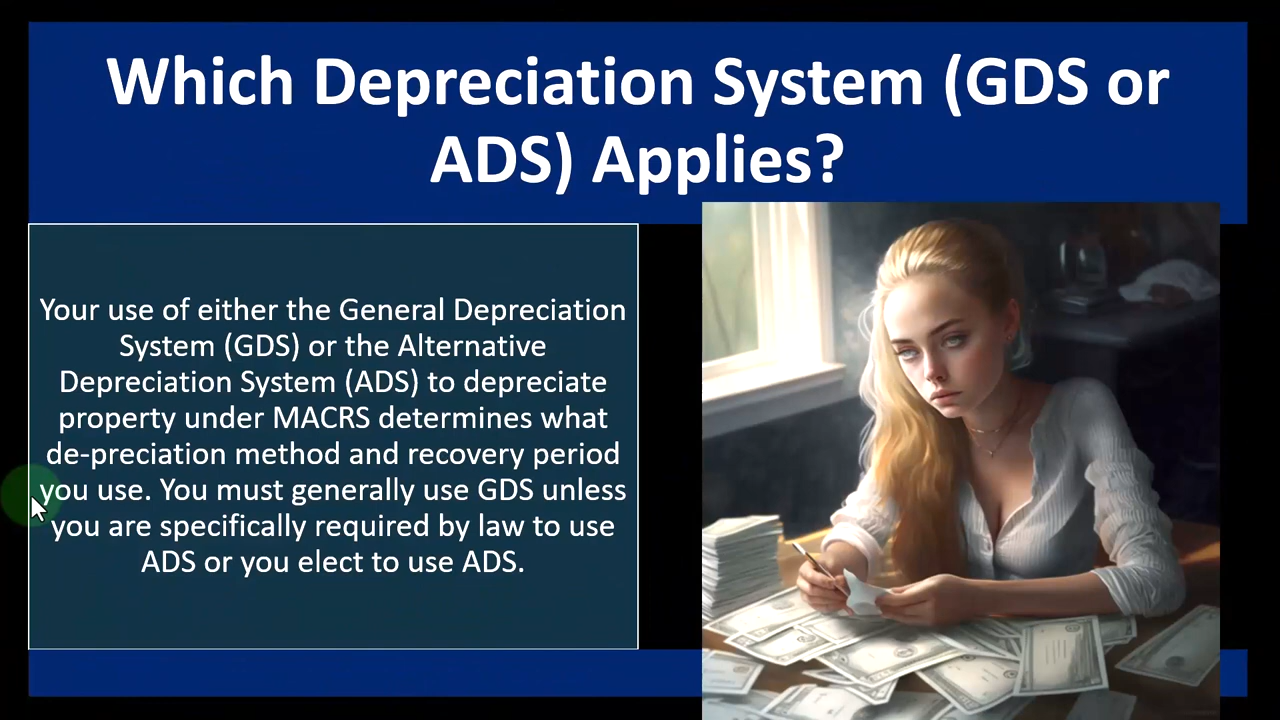 Which Depreciation System (GDS or
ADS) Applies?
Your use of either the General Depreciation
System (GDS) or the Alternative
Depreciation System (ADS) to depreciate
property under MACRS determines what
de-preciation method and recovery period
you use. You must generally use GDS unless
you are specifically required by law to use
ADS or you elect to use ADS.